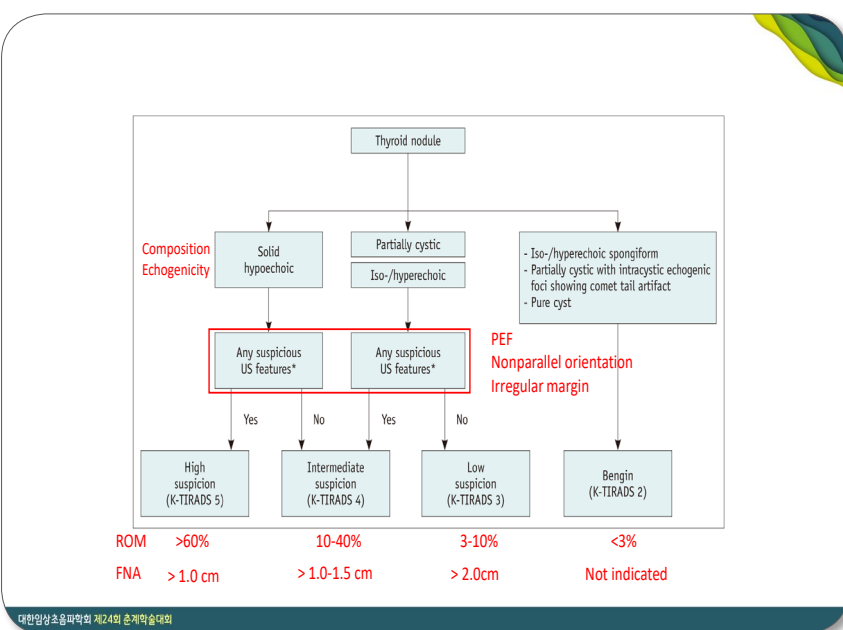 Thyroid nodule
Composition
Echogenicity
Solid
hypoechoic
Partially cystic
Iso-/hyperechoic
- Iso-/hyperechoic spongiform
- Partially cystic with intracystic echogenic
foci showing comet tail artifact
- Pure cyst
Any suspicious
US features*
Any suspicious
US features*
PEF
Nonparallel orientation
Irregular margin
Yes
No
Yes
No
High
suspicion
(K-TIRADS 5)
Intermediate
suspicion
(K-TIRADS 4)
Low
suspicion
(K-TIRADS 3)
Bengin
(K-TIRADS 2)
ROM >60% 10-40% 3-10% <3%
FNA > 1.0 cm > 1.0-1.5 cm > 2.0cm Not indicated
대한임상초음파학회 제24회 춘계학술대회